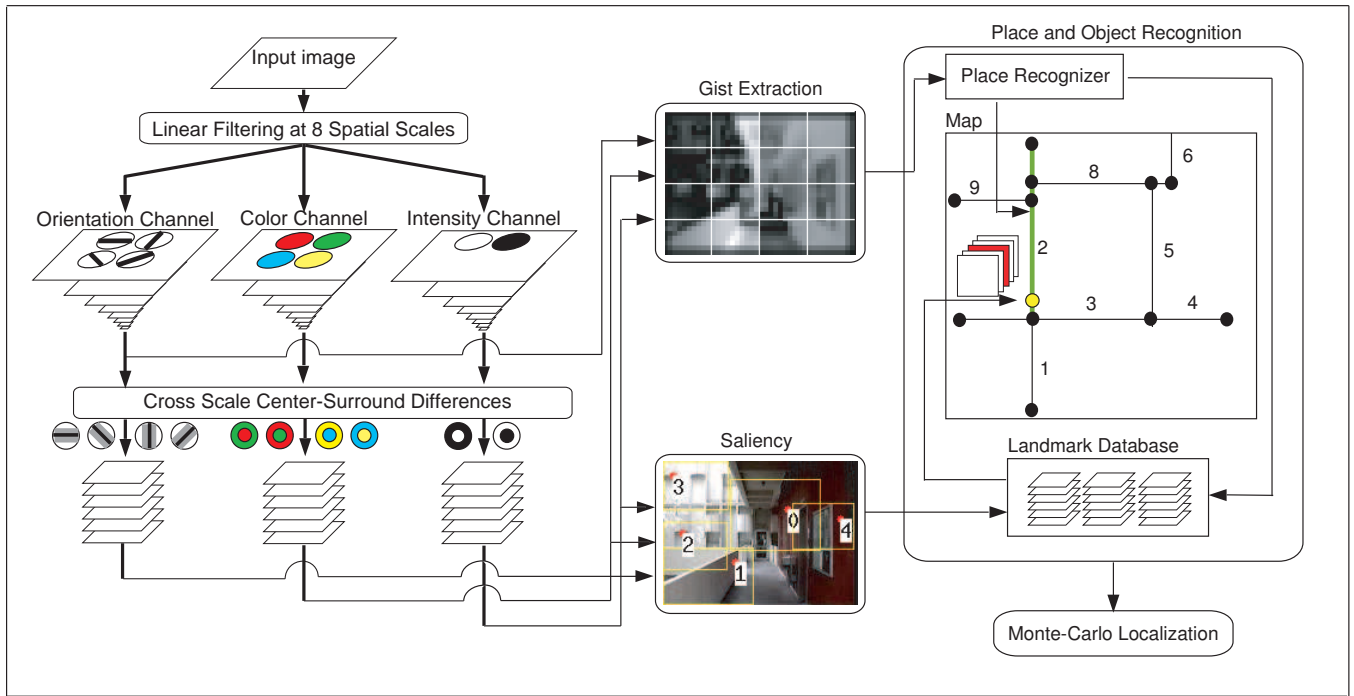 Input image
Linear Filtering at 8 Spatial Scales
Orientation Channel
Color Channel
Intensity Channel
Cross Scale Center-Surround Differences
Gist Extraction
Saliency
3
2
1
0
4
Place and Object Recognition
Place Recognizer
Map
6
8
9
2
5
3
4
1
Landmark Database
Monte-Carlo Localization